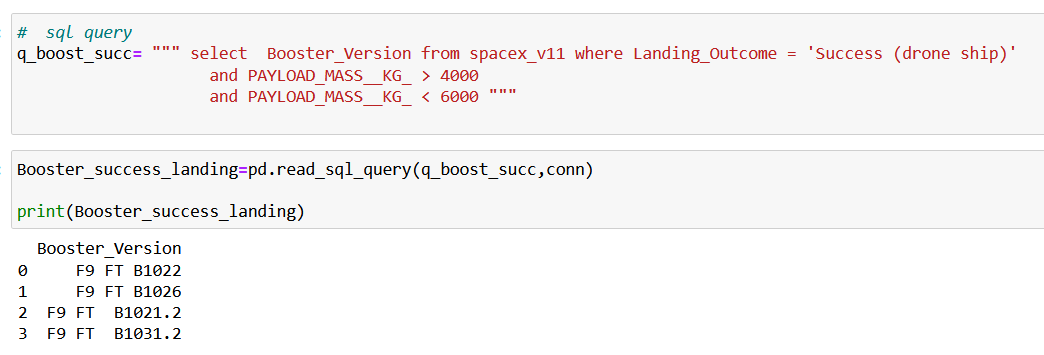 #  sql query
q_boost_succ= """ select  Booster_Version from spacex_v11 where Landing_Outcome = 'Success (drone ship)'
                    and PAYLOAD_MASS__KG_ > 4000
                    and PAYLOAD_MASS__KG_ < 6000 """
Booster_success_landing=pd.read_sql_query(q_boost_succ,conn)
print(Booster_success_landing)
  Booster_Version
0     F9 FT B1022
1     F9 FT B1026
2  F9 FT  B1021.2
3  F9 FT  B1031.2